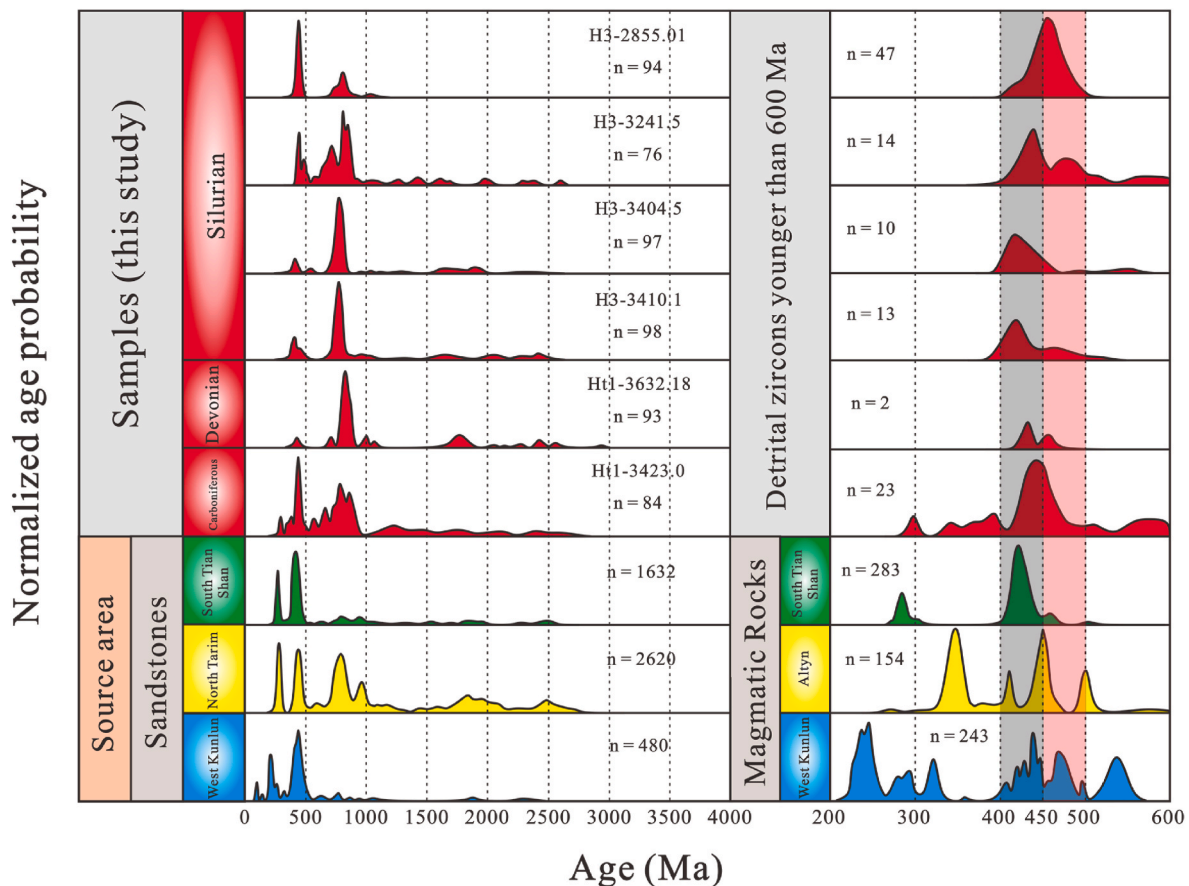 Normalized age probability
Samples (this study)
Silurian
Devonian
Carboniferous
Source area
Sandstones
South Tian
Shan
North Tarim
West Kunlun
H3-2855.01
n = 94
H3-3241.5
n = 76
H3-3404.5
n = 97
H3-3410.1
n = 98
Ht1-3632.18
n = 93
Ht1-3423.0
n = 84
n = 1632
n = 2620
n = 480
0 500 1000 1500 2000 2500 3000 3500 4000
Detrital zircons younger than 600 Ma
Magmatic Rocks
South Tian
Shan
Altyn
West Kunlun
n = 47
n = 14
n = 10
n = 13
n = 2
n = 23
n = 283
n = 154
n = 243
200 300 400 450 500 600
Age (Ma)